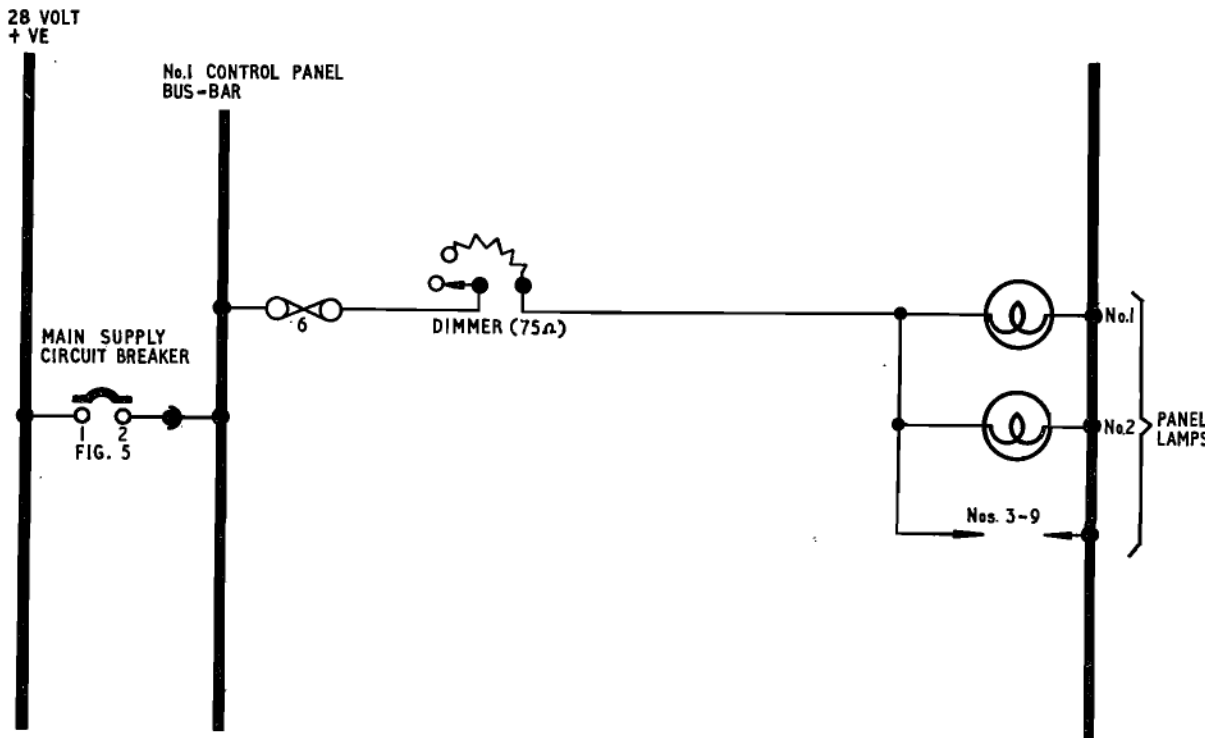 28 VOLT
+ VE
No.1 CONTROL PANEL
BUS-BAR
6
DIMMER (75Ω)
MAIN SUPPLY
CIRCUIT BREAKER
1 2
FIG. 5
No.1
No.2
PANEL
LAMPS
Nos. 3-9